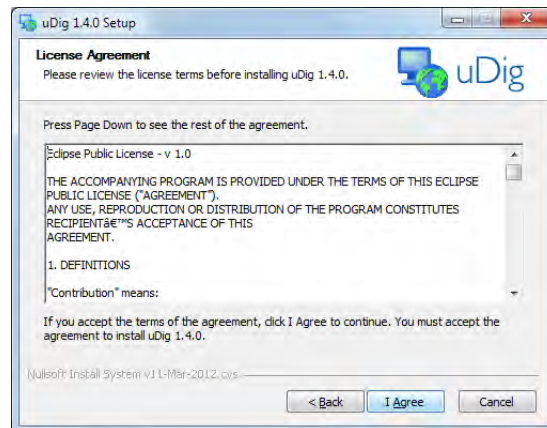 uDig 1.4.0 Setup
License Agreement
Please review the license terms before installing uDig 1.4.0.
uDig
Press Page Down to see the rest of the agreement.
Eclipse Public License - v 1.0
THE ACCOMPANYING PROGRAM IS PROVIDED UNDER THE TERMS OF THIS ECLIPSE
PUBLIC LICENSE ("AGREEMENT").
ANY USE, REPRODUCTION OR DISTRIBUTION OF THE PROGRAM CONSTITUTES
RECIPIENTâ€™S ACCEPTANCE OF THIS
AGREEMENT.
1. DEFINITIONS
"Contribution" means:
If you accept the terms of the agreement, click I Agree to continue. You must accept the
agreement to install uDig 1.4.0.
Nullsoft Install System v11-Mar-2012.cvs
< Back I Agree Cancel